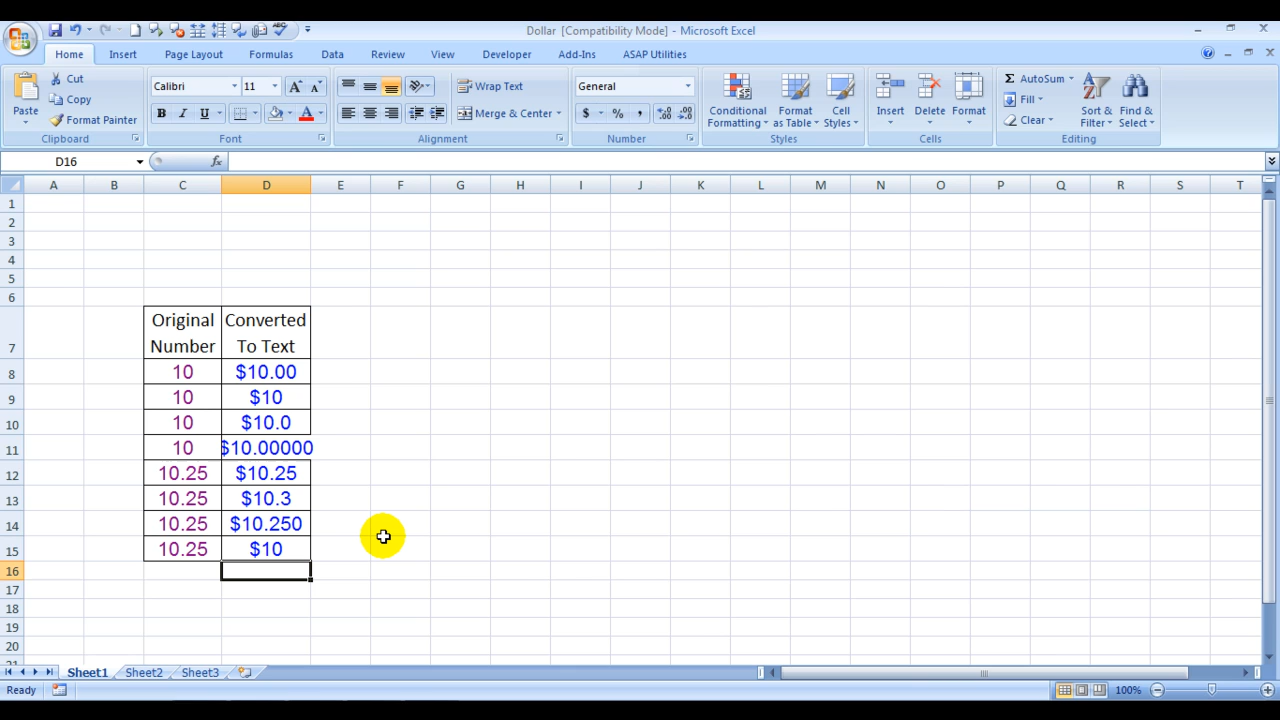 Dollar [Compatibility Mode] - Microsoft Excel
Home Insert Page Layout Formulas Data Review View Developer Add-Ins ASAP Utilities
Paste
Cut
Copy
Format Painter
Clipboard
Calibri 11
B I U
Font
Wrap Text
Merge & Center
Alignment
General
$ % ,
Number
Conditional Formatting
Format as Table
Cell Styles
Styles
Insert Delete Format
Cells
AutoSum
Fill
Clear
Sort & Filter
Find & Select
Editing
D16 fx
A B C D E F G H I J K L M N O P Q R S T
1
2
3
4
5
6
7 Original Number Converted To Text
8 10 $10.00
9 10 $10
10 10 $10.0
11 10 $10.00000
12 10.25 $10.25
13 10.25 $10.3
14 10.25 $10.250
15 10.25 $10
16
17
18
19
20
21
Sheet1 Sheet2 Sheet3
Ready 100%